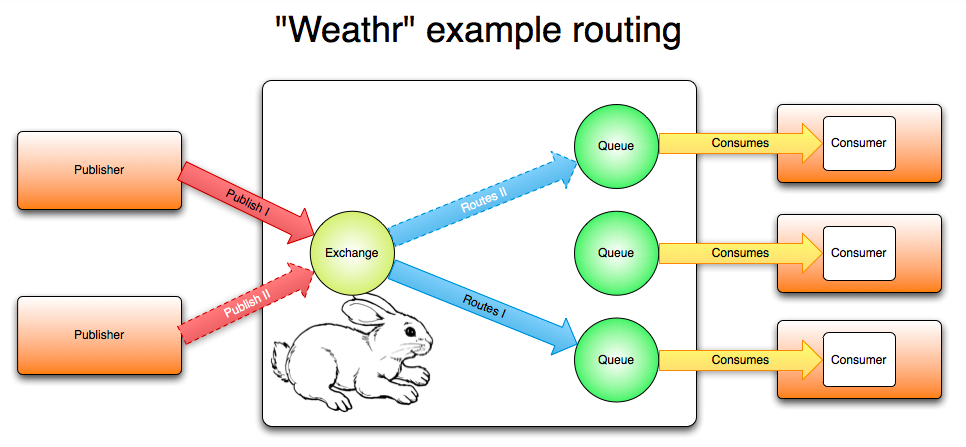 "Weathr" example routing
Publisher
Publish I
Publisher
Publish II
Exchange
Routes II
Routes I
Queue
Consumes
Consumer
Queue
Consumes
Consumer
Queue
Consumes
Consumer